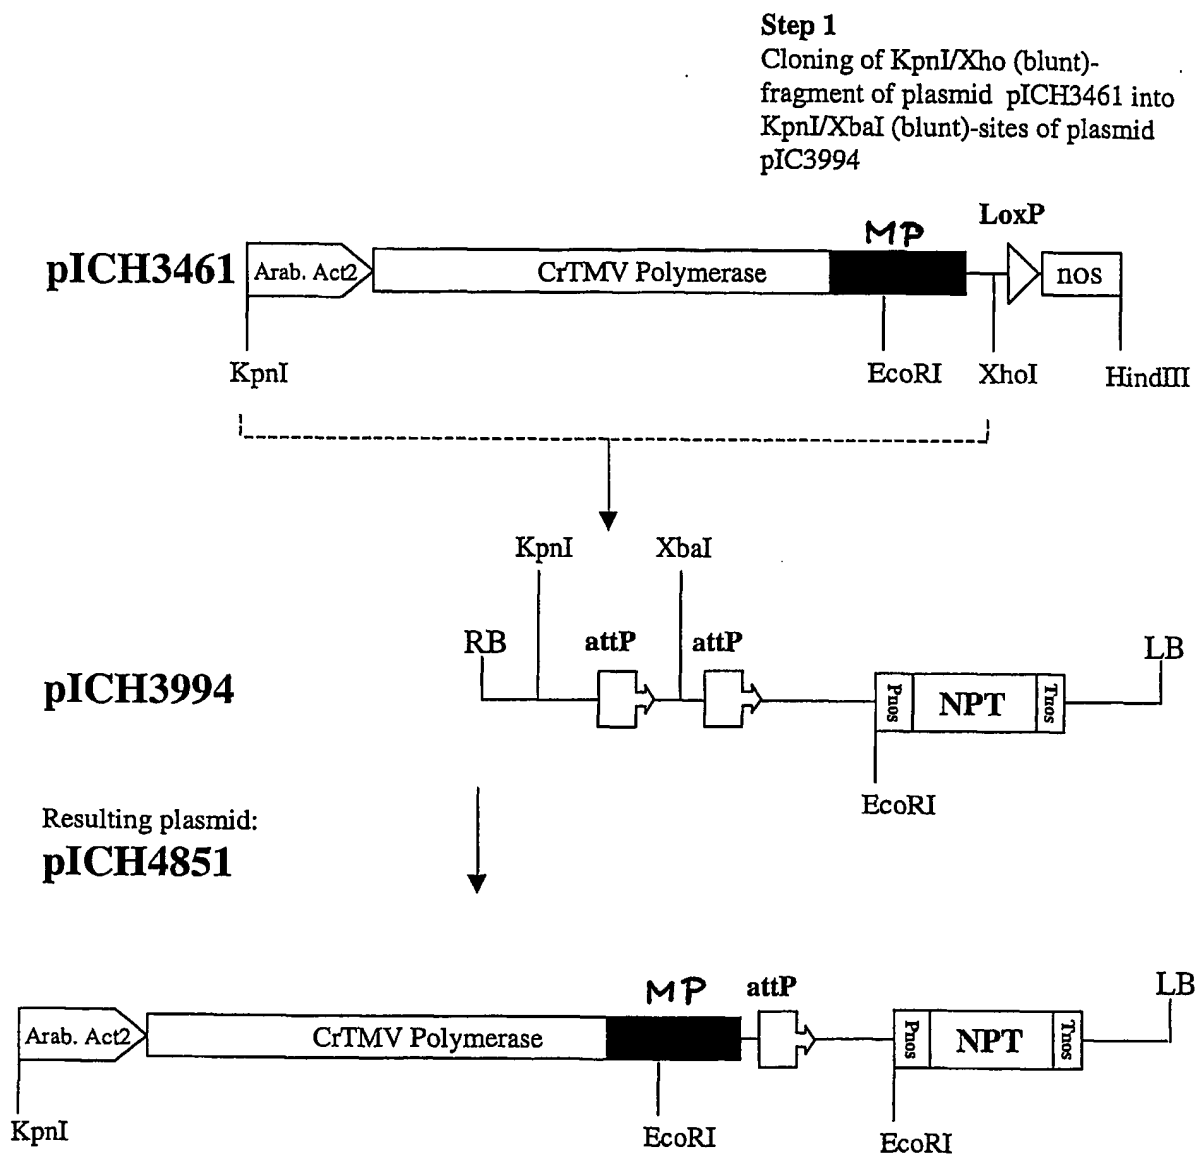 Step 1
Cloning of KpnI/Xho (blunt)-
fragment of plasmid pICH3461 into
KpnI/XbaI (blunt)-sites of plasmid
pIC3994
LoxP
MP
pICH3461
Arab. Act2
CrTMV Polymerase
nos
KpnI
EcoRI
XhoI
HindIII
KpnI
XbaI
RB
attP
attP
LB
pICH3994
Pnos
NPT
Tnos
EcoRI
Resulting plasmid:
pICH4851
MP
attP
LB
Arab. Act2
CrTMV Polymerase
Pnos
NPT
Tnos
KpnI
EcoRI
EcoRI